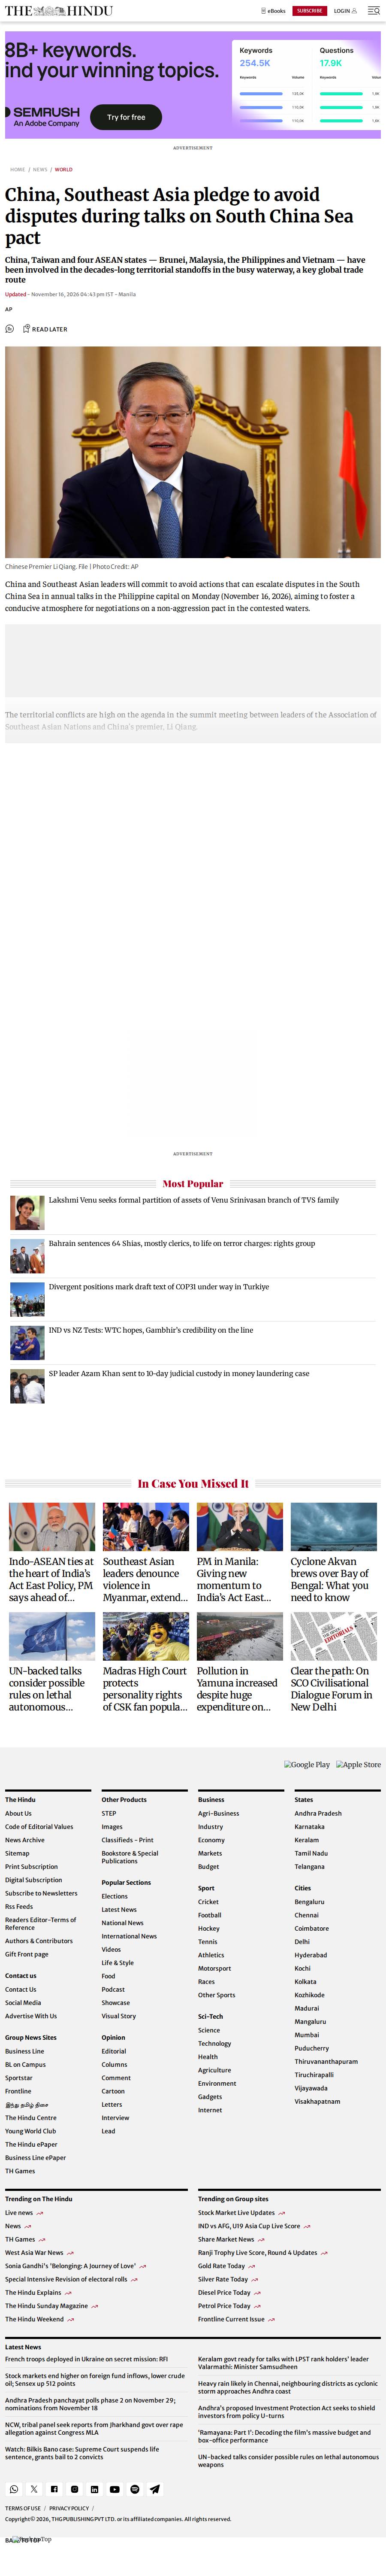 THE HINDU
eBooks
SUBSCRIBE
LOGIN
8B+ keywords.
ind your winning topics.
SEMRUSH
An Adobe Company
Try for free
Keywords
254.5K
Keywords
Volume
Questions
17.9K
Keywords
Volume
ADVERTISEMENT
HOME / NEWS / WORLD
China, Southeast Asia pledge to avoid
disputes during talks on South China Sea
pact
China, Taiwan and four ASEAN states — Brunei, Malaysia, the Philippines and Vietnam — have
been involved in the decades-long territorial standoffs in the busy waterway, a key global trade
route
Updated - November 16, 2026 04:43 pm IST - Manila
AP
READ LATER
Chinese Premier Li Qiang. File | Photo Credit: AP
China and Southeast Asian leaders will commit to avoid actions that can escalate disputes in the South
China Sea in annual talks in the Philippine capital on Monday (November 16, 2026), aiming to foster a
conducive atmosphere for negotiations on a non-aggression pact in the contested waters.
The territorial conflicts are high on the agenda in the summit meeting between leaders of the Association of
Southeast Asian Nations and China's premier, Li Qiang.
ADVERTISEMENT
Most Popular
Lakshmi Venu seeks formal partition of assets of Venu Srinivasan branch of TVS family
Bahrain sentences 64 Shias, mostly clerics, to life on terror charges: rights group
Divergent positions mark draft text of COP31 under way in Turkiye
IND vs NZ Tests: WTC hopes, Gambhir's credibility on the line
SP leader Azam Khan sent to 10-day judicial custody in money laundering case
In Case You Missed It
Indo-ASEAN ties at
the heart of India's
Act East Policy, PM
says ahead of...
Southeast Asian
leaders denounce
violence in
Myanmar, extend...
PM in Manila:
Giving new
momentum to
India's Act East...
Cyclone Akvan
brews over Bay of
Bengal: What you
need to know
UN-backed talks
consider possible
rules on lethal
autonomous...
Madras High Court
protects
personality rights
of CSK fan popula...
Pollution in
Yamuna increased
despite huge
expenditure on...
THE HINDU
EDITORIALS
Clear the path: On
SCO Civilisational
Dialogue Forum in
New Delhi
Google Play
Apple Store
The Hindu
About Us
Code of Editorial Values
News Archive
Sitemap
Print Subscription
Digital Subscription
Subscribe to Newsletters
Rss Feeds
Readers Editor-Terms of
Reference
Authors & Contributors
Gift Front page
Contact us
Contact Us
Social Media
Advertise With Us
Group News Sites
Business Line
BL on Campus
Sportstar
Frontline
இந்து தமிழ் திசை
The Hindu Centre
Young World Club
The Hindu ePaper
Business Line ePaper
TH Games
Other Products
STEP
Images
Classifieds - Print
Bookstore & Special
Publications
Popular Sections
Elections
Latest News
National News
International News
Videos
Life & Style
Food
Podcast
Showcase
Visual Story
Opinion
Editorial
Columns
Comment
Cartoon
Letters
Interview
Lead
Business
Agri-Business
Industry
Economy
Markets
Budget
Sport
Cricket
Football
Hockey
Tennis
Athletics
Motorsport
Races
Other Sports
Sci-Tech
Science
Technology
Health
Agriculture
Environment
Gadgets
Internet
States
Andhra Pradesh
Karnataka
Keralam
Tamil Nadu
Telangana
Cities
Bengaluru
Chennai
Coimbatore
Delhi
Hyderabad
Kochi
Kolkata
Kozhikode
Madurai
Mangaluru
Mumbai
Puducherry
Thiruvananthapuram
Tiruchirapalli
Vijayawada
Visakhapatnam
Trending on The Hindu
Live news
News
TH Games
West Asia War News
Sonia Gandhi's 'Belonging: A Journey of Love'
Special Intensive Revision of electoral rolls
The Hindu Explains
The Hindu Sunday Magazine
The Hindu Weekend
Trending on Group sites
Stock Market Live Updates
IND vs AFG, U19 Asia Cup Live Score
Share Market News
Ranji Trophy Live Score, Round 4 Updates
Gold Rate Today
Silver Rate Today
Diesel Price Today
Petrol Price Today
Frontline Current Issue
Latest News
French troops deployed in Ukraine on secret mission: RFI
Stock markets end higher on foreign fund inflows, lower crude
oil; Sensex up 512 points
Andhra Pradesh panchayat polls phase 2 on November 29;
nominations from November 18
NCW, tribal panel seek reports from Jharkhand govt over rape
allegation against Congress MLA
Watch: Bilkis Bano case: Supreme Court suspends life
sentence, grants bail to 2 convicts
Keralam govt ready for talks with LPST rank holders' leader
Valarmathi: Minister Samsudheen
Heavy rain likely in Chennai, neighbouring districts as cyclonic
storm approaches Andhra coast
Andhra's proposed Investment Protection Act seeks to shield
investors from policy U-turns
'Ramayana: Part I': Decoding the film's massive budget and
box-office performance
UN-backed talks consider possible rules on lethal autonomous
weapons
TERMS OF USE / PRIVACY POLICY /
Copyright© 2026, THG PUBLISHING PVT LTD. or its affiliated companies. All rights reserved.
BACK TO TOP